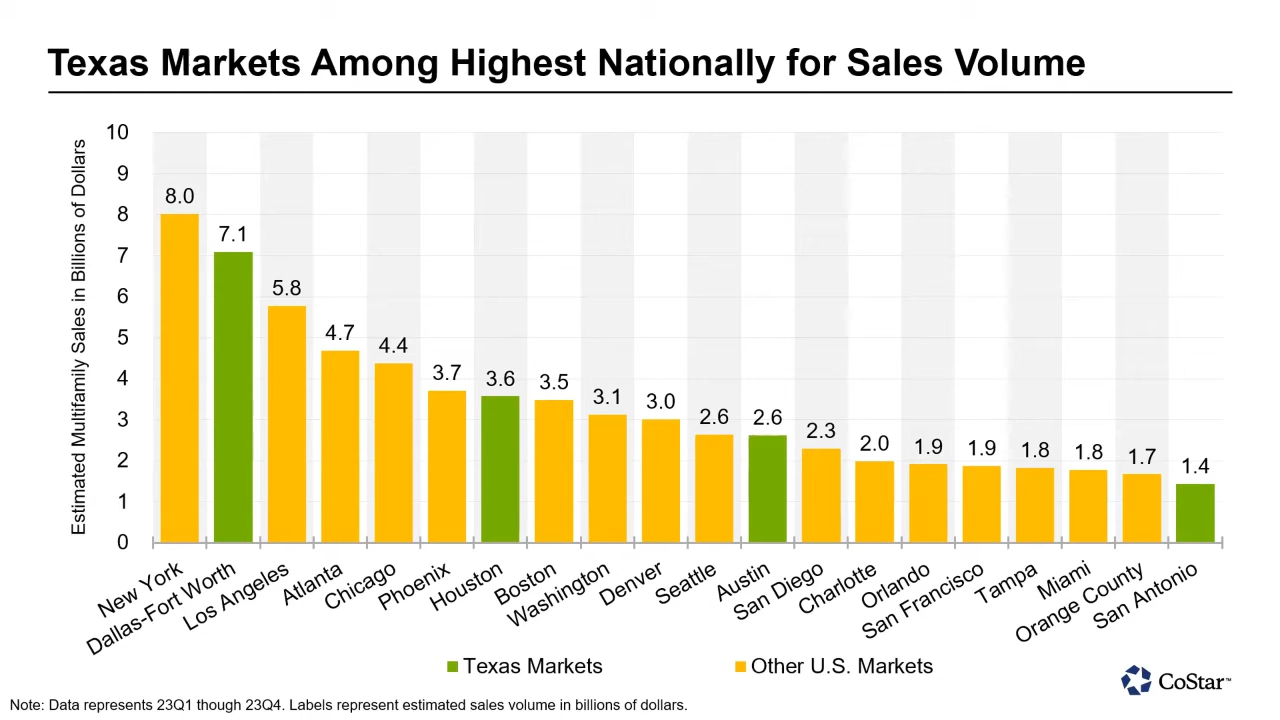 Texas Markets Among Highest Nationally for Sales Volume
Estimated Multifamily Sales in Billions of Dollars
10
9
8
7
6
5
4
3
2
1
0
8.0
7.1
5.8
4.7
4.4
3.7
3.6
3.5
3.1
3.0
2.6
2.6
2.3
2.0
1.9
1.9
1.8
1.8
1.7
1.4
New York
Dallas-Fort Worth
Los Angeles
Atlanta
Chicago
Phoenix
Houston
Boston
Washington
Denver
Seattle
Austin
San Diego
Charlotte
Orlando
San Francisco
Tampa
Miami
Orange County
San Antonio
Texas Markets
Other U.S. Markets
CoStar™
Note: Data represents 23Q1 though 23Q4. Labels represent estimated sales volume in billions of dollars.